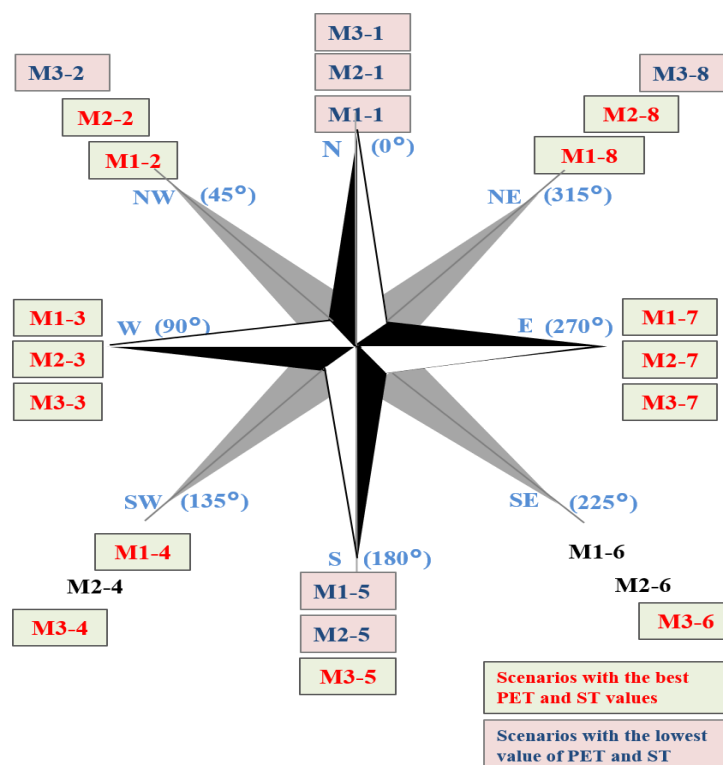 M3-1
M3-2
M2-1
M3-8
M2-2
M1-1
M2-8
M1-2
N (0°)
M1-8
NW (45°)
NE (315°)
M1-3
W (90°)
E (270°)
M1-7
M2-3
M2-7
M3-3
M3-7
SW (135°)
SE (225°)
M1-4
S (180°)
M1-6
M2-4
M1-5
M2-6
M3-4
M2-5
M3-6
M3-5
Scenarios with the best
PET and ST values
Scenarios with the lowest
value of PET and ST